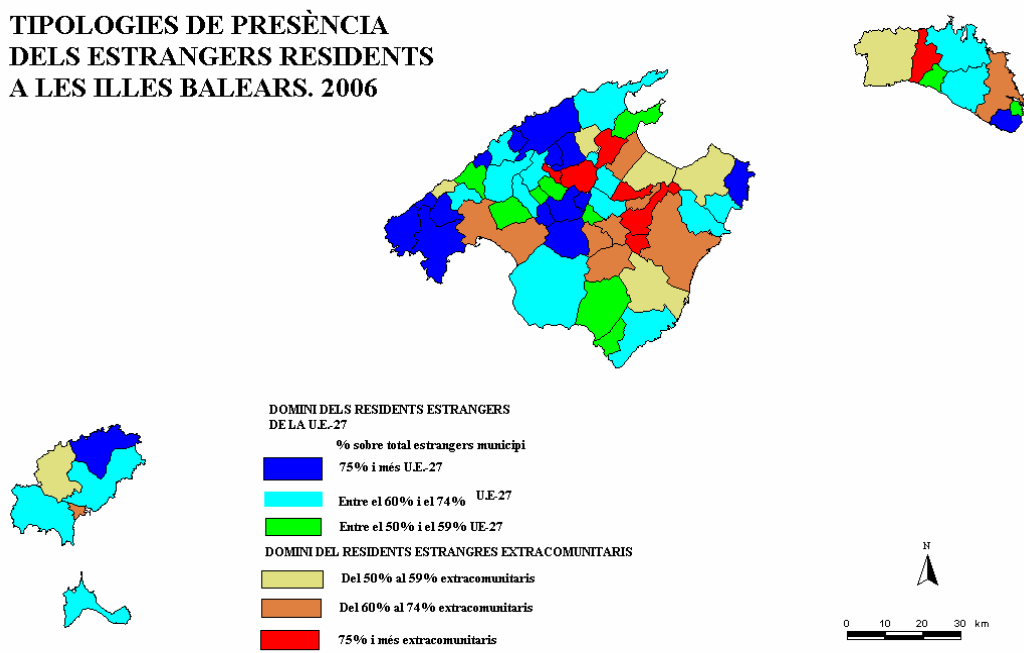 TIPOLOGIES DE PRESÈNCIA
DELS ESTRANGERS RESIDENTS
A LES ILLES BALEARS. 2006
DOMINI DELS RESIDENTS ESTRANGERS
DE LA U.E.-27
% sobre total estrangers municipi
75% i més U.E.-27
Entre el 60% i el 74% U.E-27
Entre el 50% i el 59% UE-27
DOMINI DEL RESIDENTS ESTRANGRES EXTRACOMUNITARIS
Del 50% al 59% extracomunitaris
Del 60% al 74% extracomunitaris
75% i més extracomunitaris
N
0 10 20 30 km